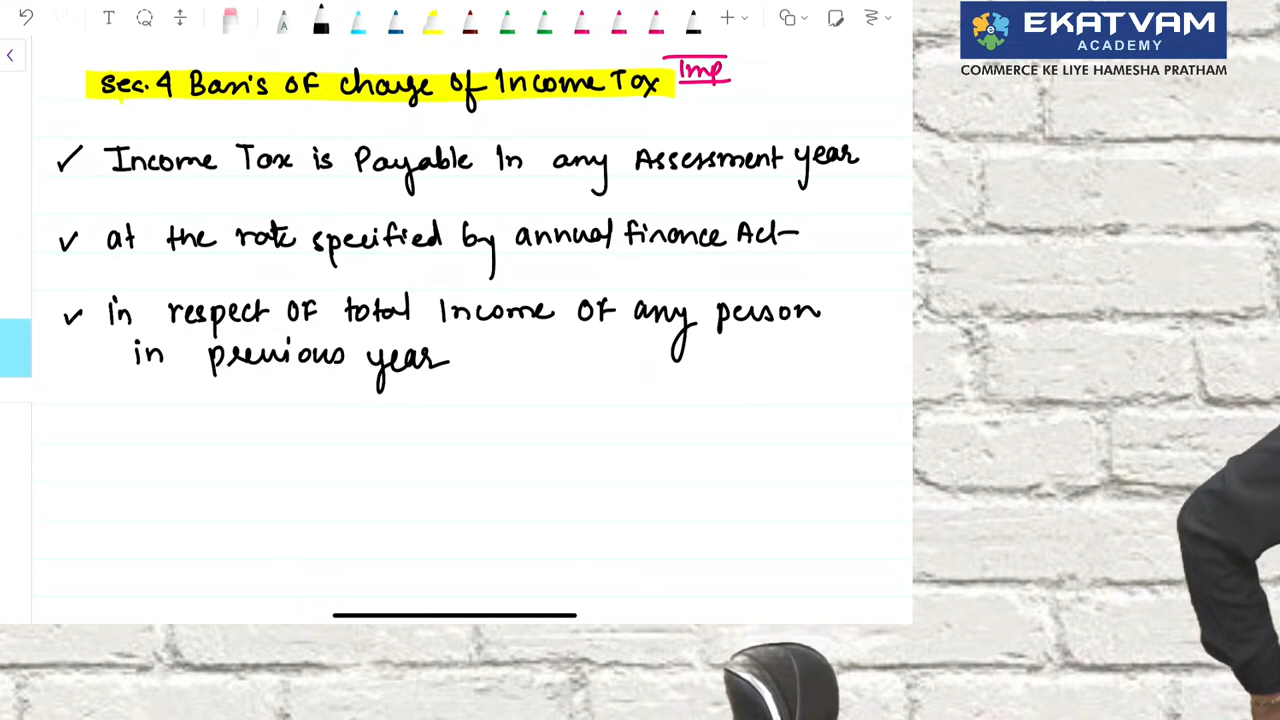 EKATVAM
ACADEMY
COMMERCE KE LIYE HAMESHA PRATHAM
Sec. 4 Basis of charge of Income Tax Imp
✓ Income Tax is Payable In any Assessment year
✓ at the rate specified by annual finance Act
✓ in respect of total Income of any person
in previous year